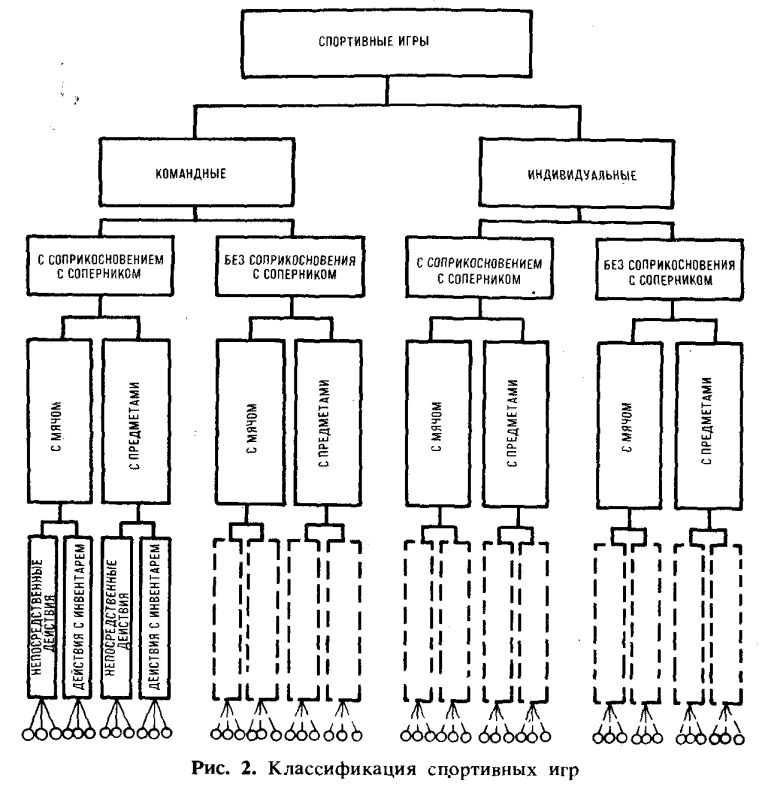 СПОРТИВНЫЕ ИГРЫ
КОМАНДНЫЕ
ИНДИВИДУАЛЬНЫЕ
С СОПРИКОСНОВЕНИЕМ
С СОПЕРНИКОМ
БЕЗ СОПРИКОСНОВЕНИЯ
С СОПЕРНИКОМ
С СОПРИКОСНОВЕНИЕМ
С СОПЕРНИКОМ
БЕЗ СОПРИКОСНОВЕНИЯ
С СОПЕРНИКОМ
С МЯЧОМ
С ПРЕДМЕТАМИ
С МЯЧОМ
С ПРЕДМЕТАМИ
С МЯЧОМ
С ПРЕДМЕТАМИ
С МЯЧОМ
С ПРЕДМЕТАМИ
НЕПОСРЕДСТВЕННЫЕ
ДЕЙСТВИЯ
ДЕЙСТВИЯ С ИНВЕНТАРЕМ
НЕПОСРЕДСТВЕННЫЕ
ДЕЙСТВИЯ
ДЕЙСТВИЯ С ИНВЕНТАРЕМ
Рис. 2. Классификация спортивных игр